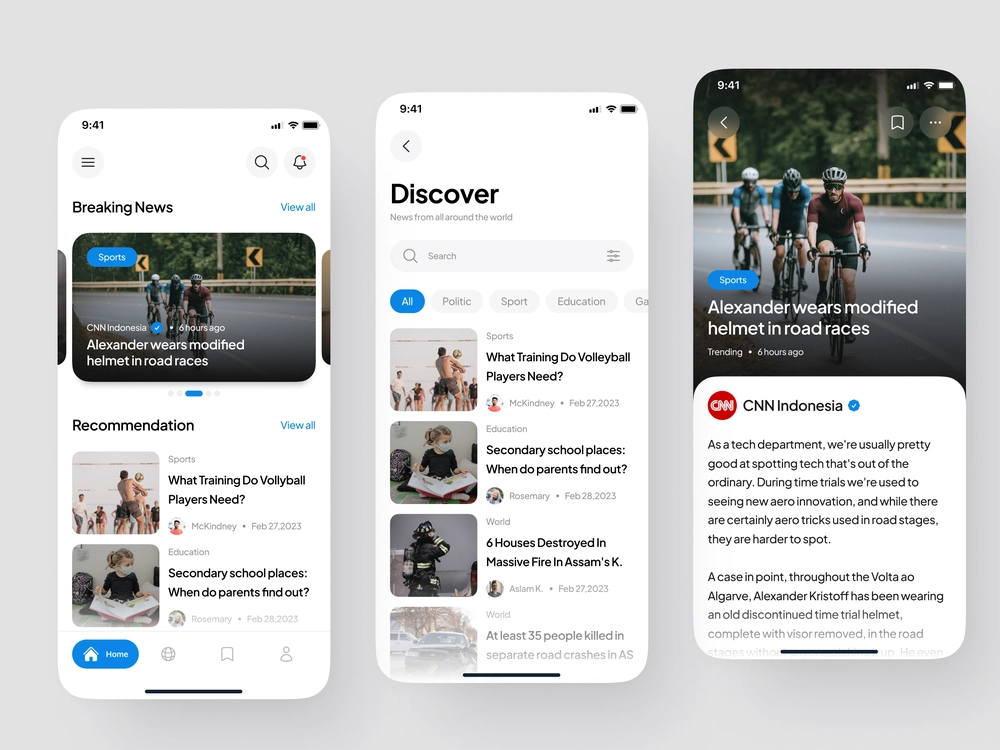 9:41
Breaking News
View all
Sports
CNN Indonesia • 6 hours ago
Alexander wears modified
helmet in road races
Recommendation
View all
Sports
What Training Do Vollyball
Players Need?
McKindney • Feb 27,2023
Education
Secondary school places:
When do parents find out?
Rosemary • Feb 28,2023
Home
9:41
Discover
News from all around the world
Search
All
Politic
Sport
Education
Ga
Sports
What Training Do Volleyball
Players Need?
McKindney • Feb 27,2023
Education
Secondary school places:
When do parents find out?
Rosemary • Feb 28,2023
World
6 Houses Destroyed In
Massive Fire In Assam's K.
Aslam K. • Feb 27,2023
World
At least 35 people killed in
separate road crashes in AS
9:41
Sports
Alexander wears modified
helmet in road races
Trending • 6 hours ago
CNN
CNN Indonesia
As a tech department, we're usually pretty
good at spotting tech that's out of the
ordinary. During time trials we're used to
seeing new aero innovation, and while there
are certainly aero tricks used in road stages,
they are harder to spot.
A case in point, throughout the Volta ao
Algarve, Alexander Kristoff has been wearing
an old discontinued time trial helmet,
complete with visor removed, in the road
stages up. He even